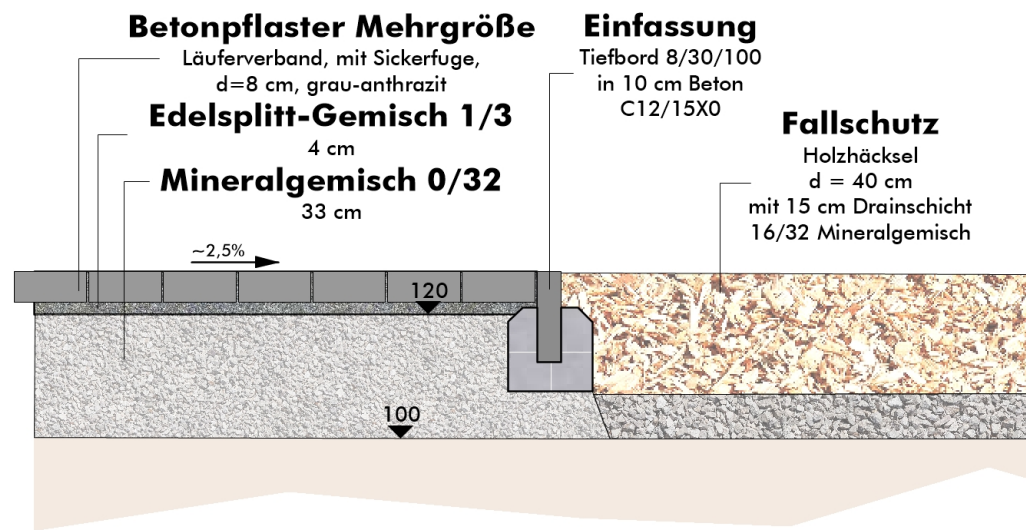 Betonpflaster Mehrgröße
Läuferverband, mit Sickerfuge,
d=8 cm, grau-anthrazit
Edelsplitt-Gemisch 1/3
4 cm
Mineralgemisch 0/32
33 cm
Einfassung
Tiefbord 8/30/100
in 10 cm Beton
C12/15X0
Fallschutz
Holzhäcksel
d = 40 cm
mit 15 cm Drainschicht
16/32 Mineralgemisch
~2,5%
120
100